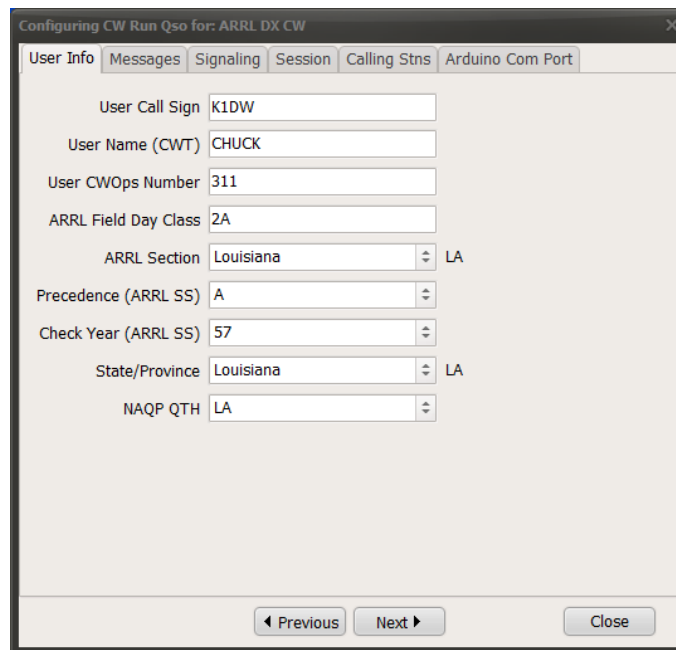 Configuring CW Run Qso for: ARRL DX CW
User Info Messages Signaling Session Calling Stns Arduino Com Port
User Call Sign K1DW
User Name (CWT) CHUCK
User CWOps Number 311
ARRL Field Day Class 2A
ARRL Section Louisiana LA
Precedence (ARRL SS) A
Check Year (ARRL SS) 57
State/Province Louisiana LA
NAQP QTH LA
Previous Next Close